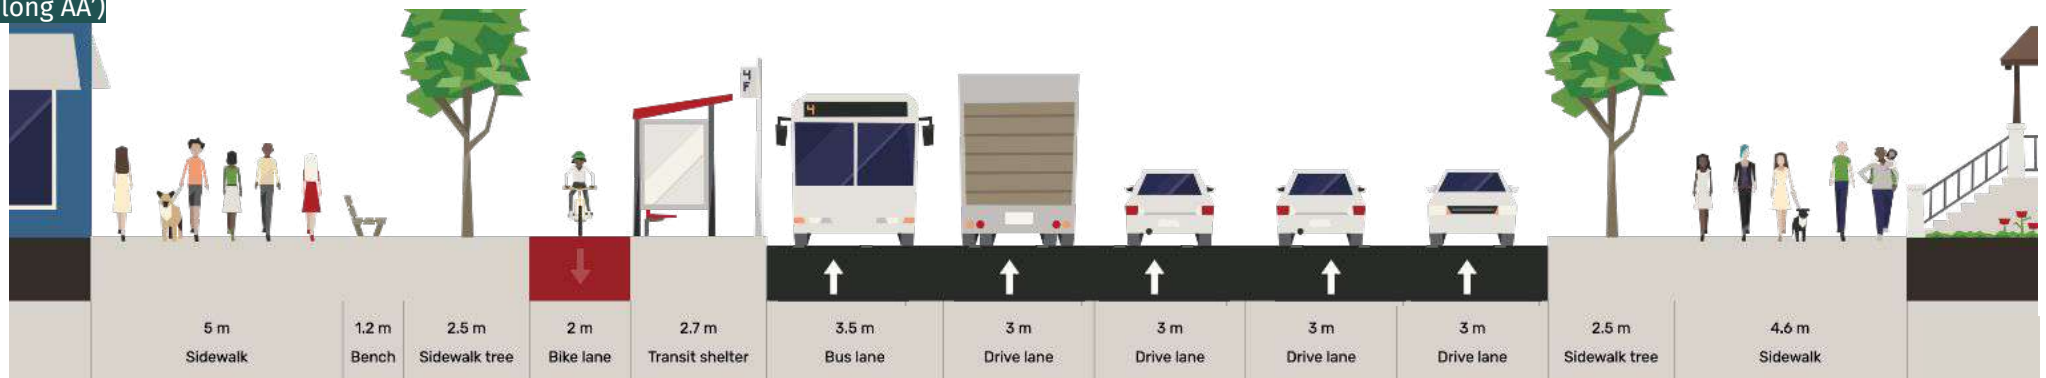 long AA')
4
5 m
Sidewalk
1.2 m
Bench
2.5 m
Sidewalk tree
2 m
Bike lane
2.7 m
Transit shelter
3.5 m
Bus lane
3 m
Drive lane
3 m
Drive lane
3 m
Drive lane
3 m
Drive lane
2.5 m
Sidewalk tree
4.6 m
Sidewalk